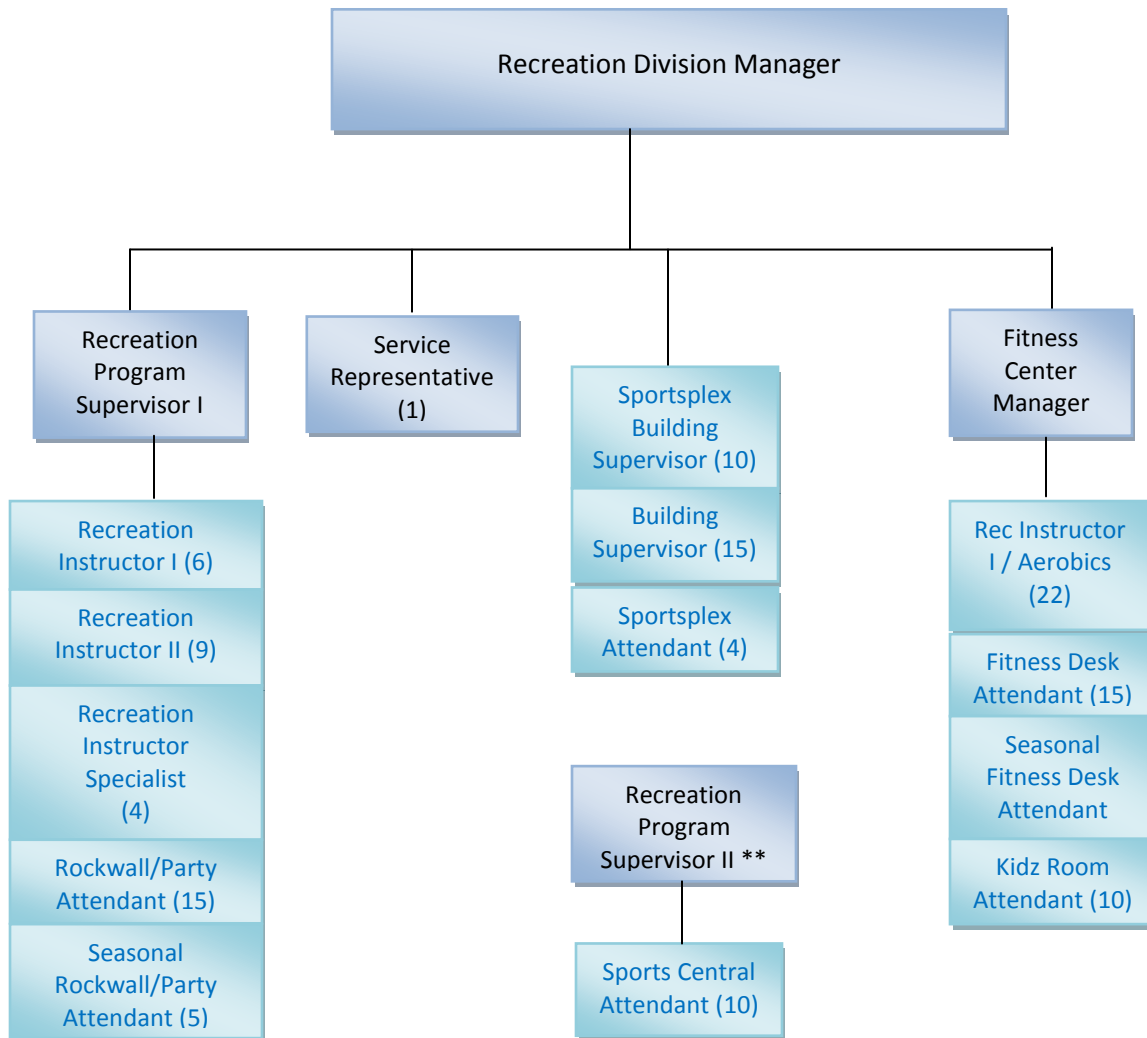 Recreation Division Manager
Recreation
Program
Supervisor I
Service
Representative
(1)
Fitness
Center
Manager
Sportsplex
Building
Supervisor (10)
Building
Supervisor (15)
Sportsplex
Attendant (4)
Recreation
Instructor I (6)
Recreation
Instructor II (9)
Recreation
Instructor
Specialist
(4)
Rockwall/Party
Attendant (15)
Seasonal
Rockwall/Party
Attendant (5)
Rec Instructor
I / Aerobics
(22)
Fitness Desk
Attendant (15)
Seasonal
Fitness Desk
Attendant
Kidz Room
Attendant (10)
Recreation
Program
Supervisor II **
Sports Central
Attendant (10)